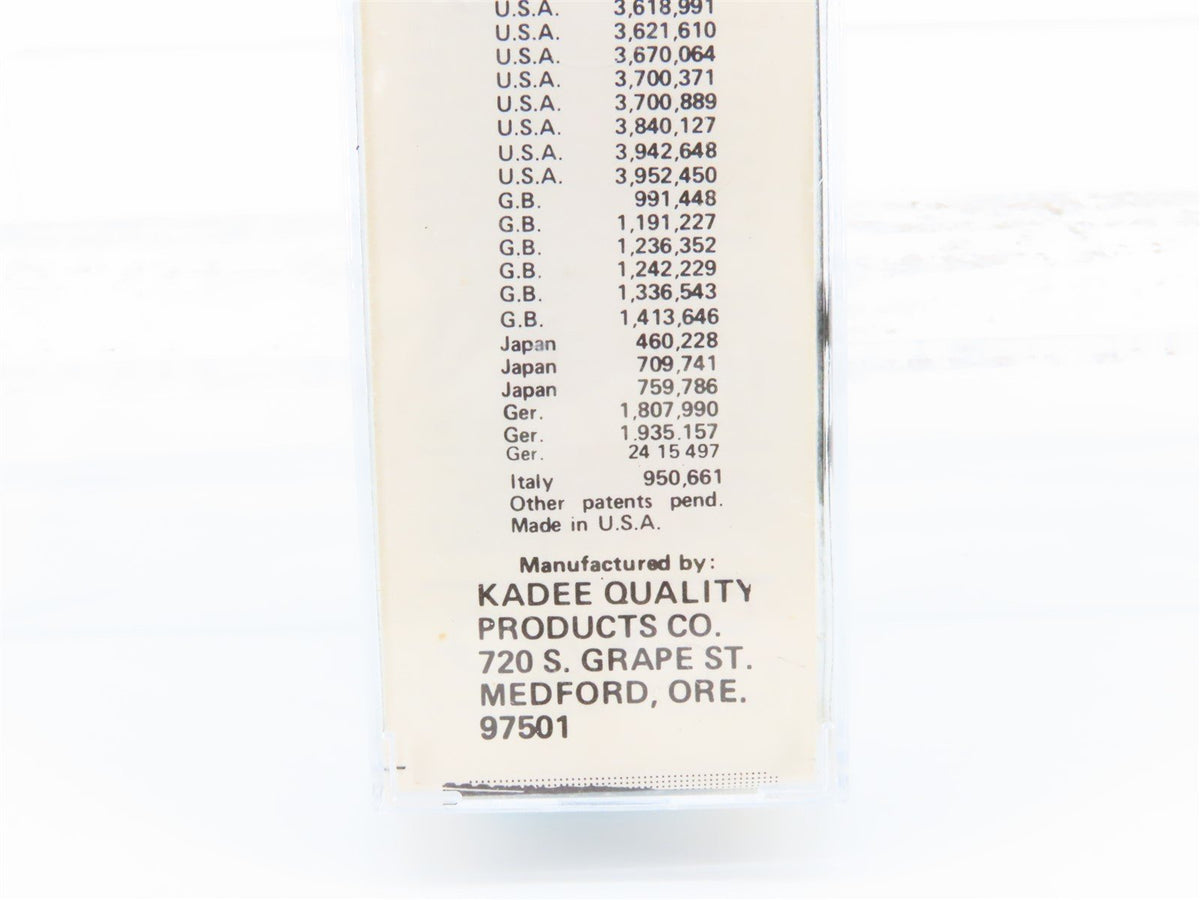 U.S.A. 3,618,991
U.S.A. 3,621,610
U.S.A. 3,670,064
U.S.A. 3,700,371
U.S.A. 3,700,889
U.S.A. 3,840,127
U.S.A. 3,942,648
U.S.A. 3,952,450
G.B. 991,448
G.B. 1,191,227
G.B. 1,236,352
G.B. 1,242,229
G.B. 1,336,543
G.B. 1,413,646
Japan 460,228
Japan 709,741
Japan 759,786
Ger. 1,807,990
Ger. 1.935.157
Ger. 24 15 497
Italy 950,661
Other patents pend.
Made in U.S.A.
Manufactured by:
KADEE QUALITY
PRODUCTS CO.
720 S. GRAPE ST.
MEDFORD, ORE.
97501